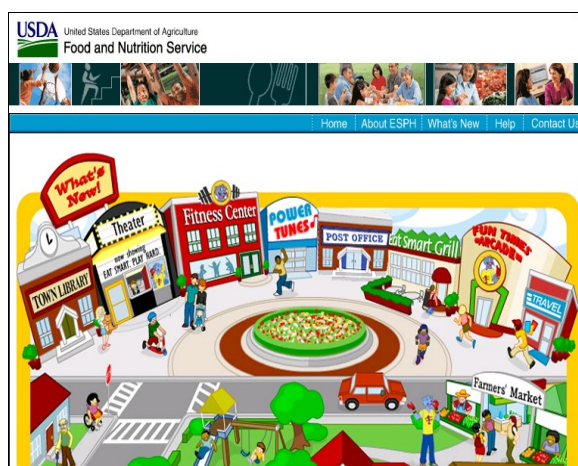 USDA
United States Department of Agriculture
Food and Nutrition Service
Home
About ESPH
What's New
Help
Contact Us
What's
New!
TOWN LIBRARY
Theater
now showing
EAT SMART PLAY HARD
Fitness Center
POWER
TUNES
POST OFFICE
Eat Smart Grill
FUN TIMES
ARCADES
TRAVEL
Farmers' Market